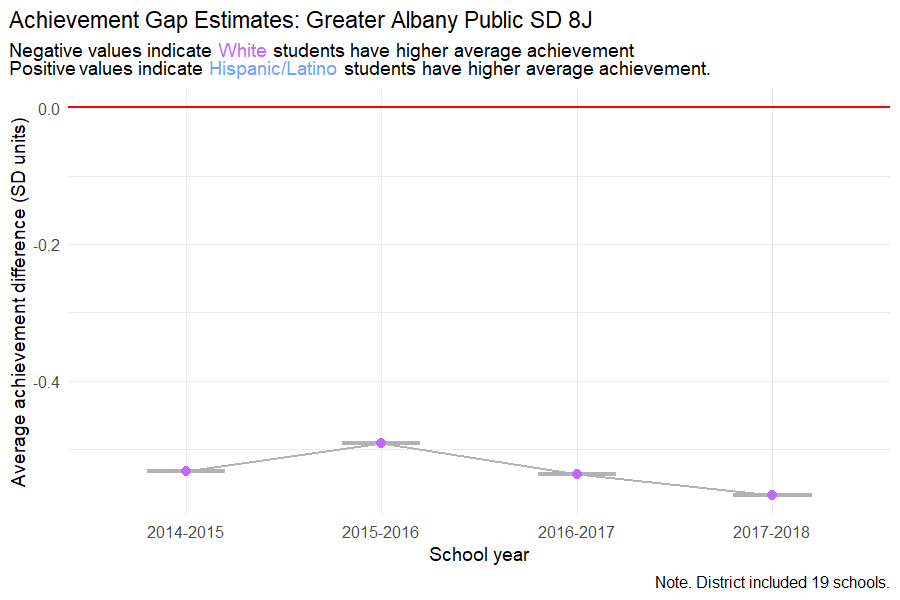 Achievement Gap Estimates: Greater Albany Public SD 8J
Negative values indicate White students have higher average achievement
Positive values indicate Hispanic/Latino students have higher average achievement.
Average achievement difference (SD units)
0.0
-0.2
-0.4
2014-2015
2015-2016
2016-2017
2017-2018
School year
Note. District included 19 schools.